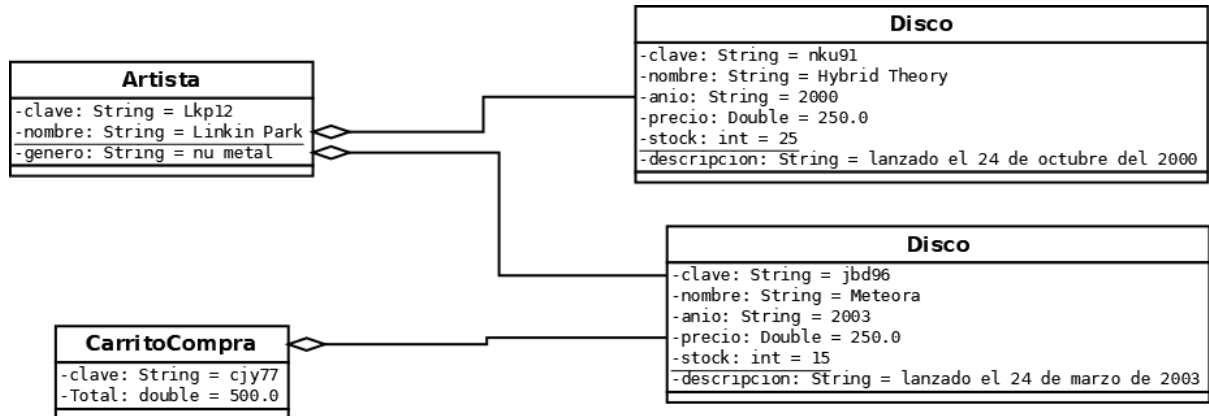 Artista
-clave: String = Lkp12
-nombre: String = Linkin Park
-genero: String = nu metal
Disco
-clave: String = nku91
-nombre: String = Hybrid Theory
-anio: String = 2000
-precio: Double = 250.0
-stock: int = 25
-descripcion: String = lanzado el 24 de octubre del 2000
Disco
-clave: String = jbd96
-nombre: String = Meteora
-anio: String = 2003
-precio: Double = 250.0
-stock: int = 15
-descripcion: String = lanzado el 24 de marzo de 2003
CarritoCompra
-clave: String = cjy77
-Total: double = 500.0